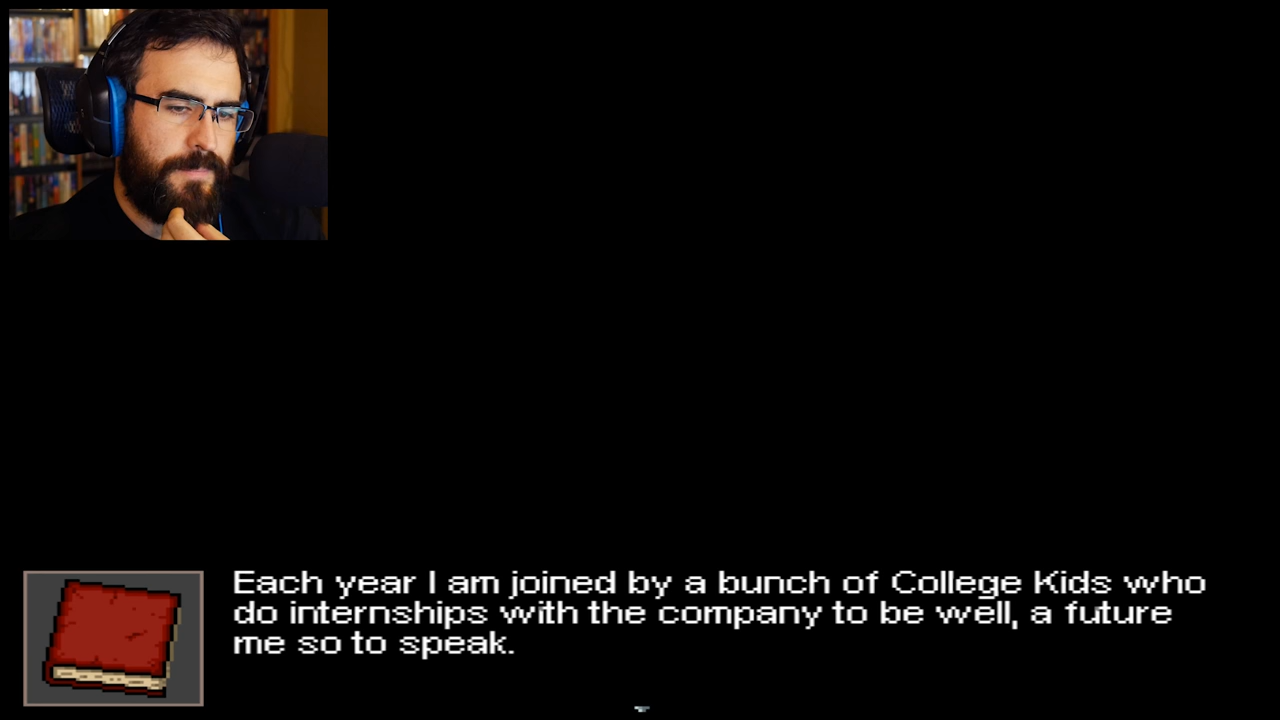 Each year I am joined by a bunch of College Kids who
do internships with the company to be well, a future
me so to speak.